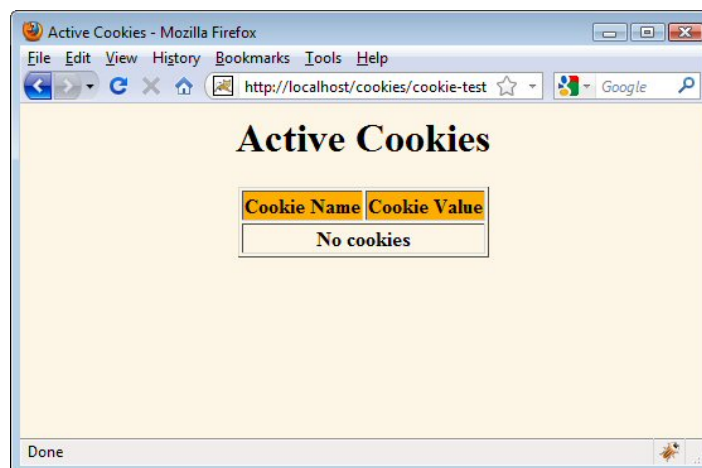 Active Cookies - Mozilla Firefox
File Edit View History Bookmarks Tools Help
http://localhost/cookies/cookie-test
Google
Active Cookies
Cookie Name Cookie Value
No cookies
Done